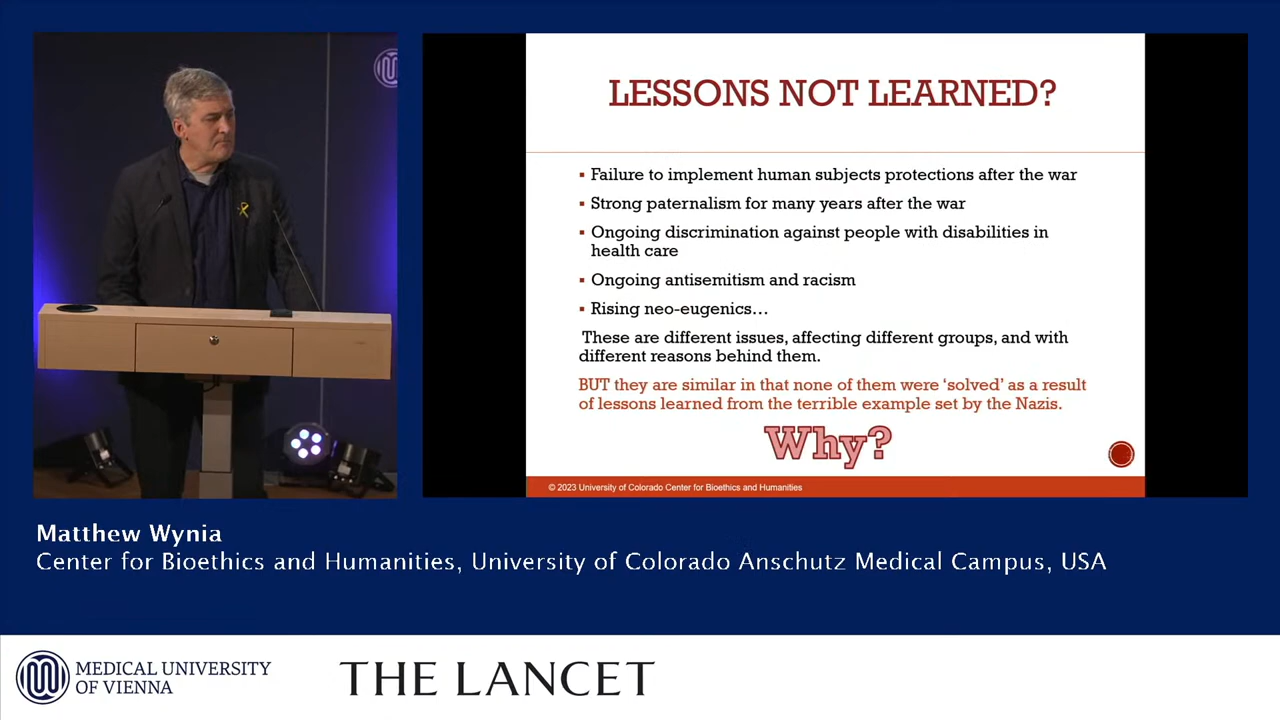 LESSONS NOT LEARNED?
▪ Failure to implement human subjects protections after the war
▪ Strong paternalism for many years after the war
▪ Ongoing discrimination against people with disabilities in
health care
▪ Ongoing antisemitism and racism
▪ Rising neo-eugenics…
These are different issues, affecting different groups, and with
different reasons behind them.
BUT they are similar in that none of them were ‘solved’ as a result
of lessons learned from the terrible example set by the Nazis.
Why?
© 2023 University of Colorado Center for Bioethics and Humanities
Matthew Wynia
Center for Bioethics and Humanities, University of Colorado Anschutz Medical Campus, USA
MEDICAL UNIVERSITY
OF VIENNA
THE LANCET